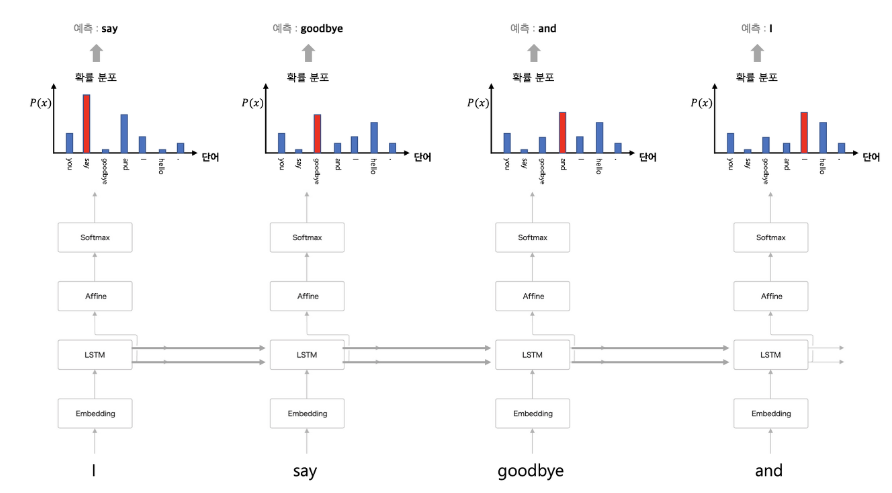 예측 : say
예측 : goodbye
예측 : and
예측 : I
확률 분포
확률 분포
확률 분포
확률 분포
P(x)
P(x)
P(x)
P(x)
you say goodbye and I hello .
단어
you say goodbye and I hello .
단어
you say goodbye and I hello .
단어
you say goodbye and I hello .
단어
Softmax
Softmax
Softmax
Softmax
Affine
Affine
Affine
Affine
LSTM
LSTM
LSTM
LSTM
Embedding
Embedding
Embedding
Embedding
I
say
goodbye
and